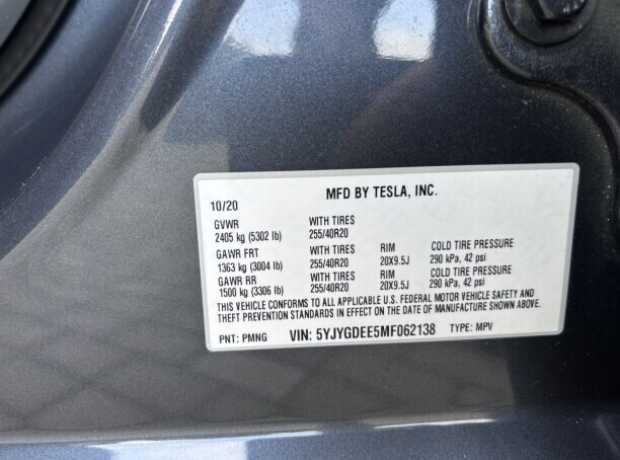 MFD BY TESLA, INC.
10/20
GVWR WITH TIRES
2405 kg (5302 lb) 255/40R20
GAWR FRT WITH TIRES RIM COLD TIRE PRESSURE
1363 kg (3004 lb) 255/40R20 20X9.5J 290 kPa, 42 psi
GAWR RR WITH TIRES RIM COLD TIRE PRESSURE
1500 kg (3306 lb) 255/40R20 20X9.5J 290 kPa, 42 psi
THIS VEHICLE CONFORMS TO ALL APPLICABLE U.S. FEDERAL MOTOR VEHICLE SAFETY AND
THEFT PREVENTION STANDARDS IN EFFECT ON THE DATE OF MANUFACTURE SHOWN ABOVE.
PNT: PMNG VIN: 5YJYGDEE5MF062138 TYPE: MPV